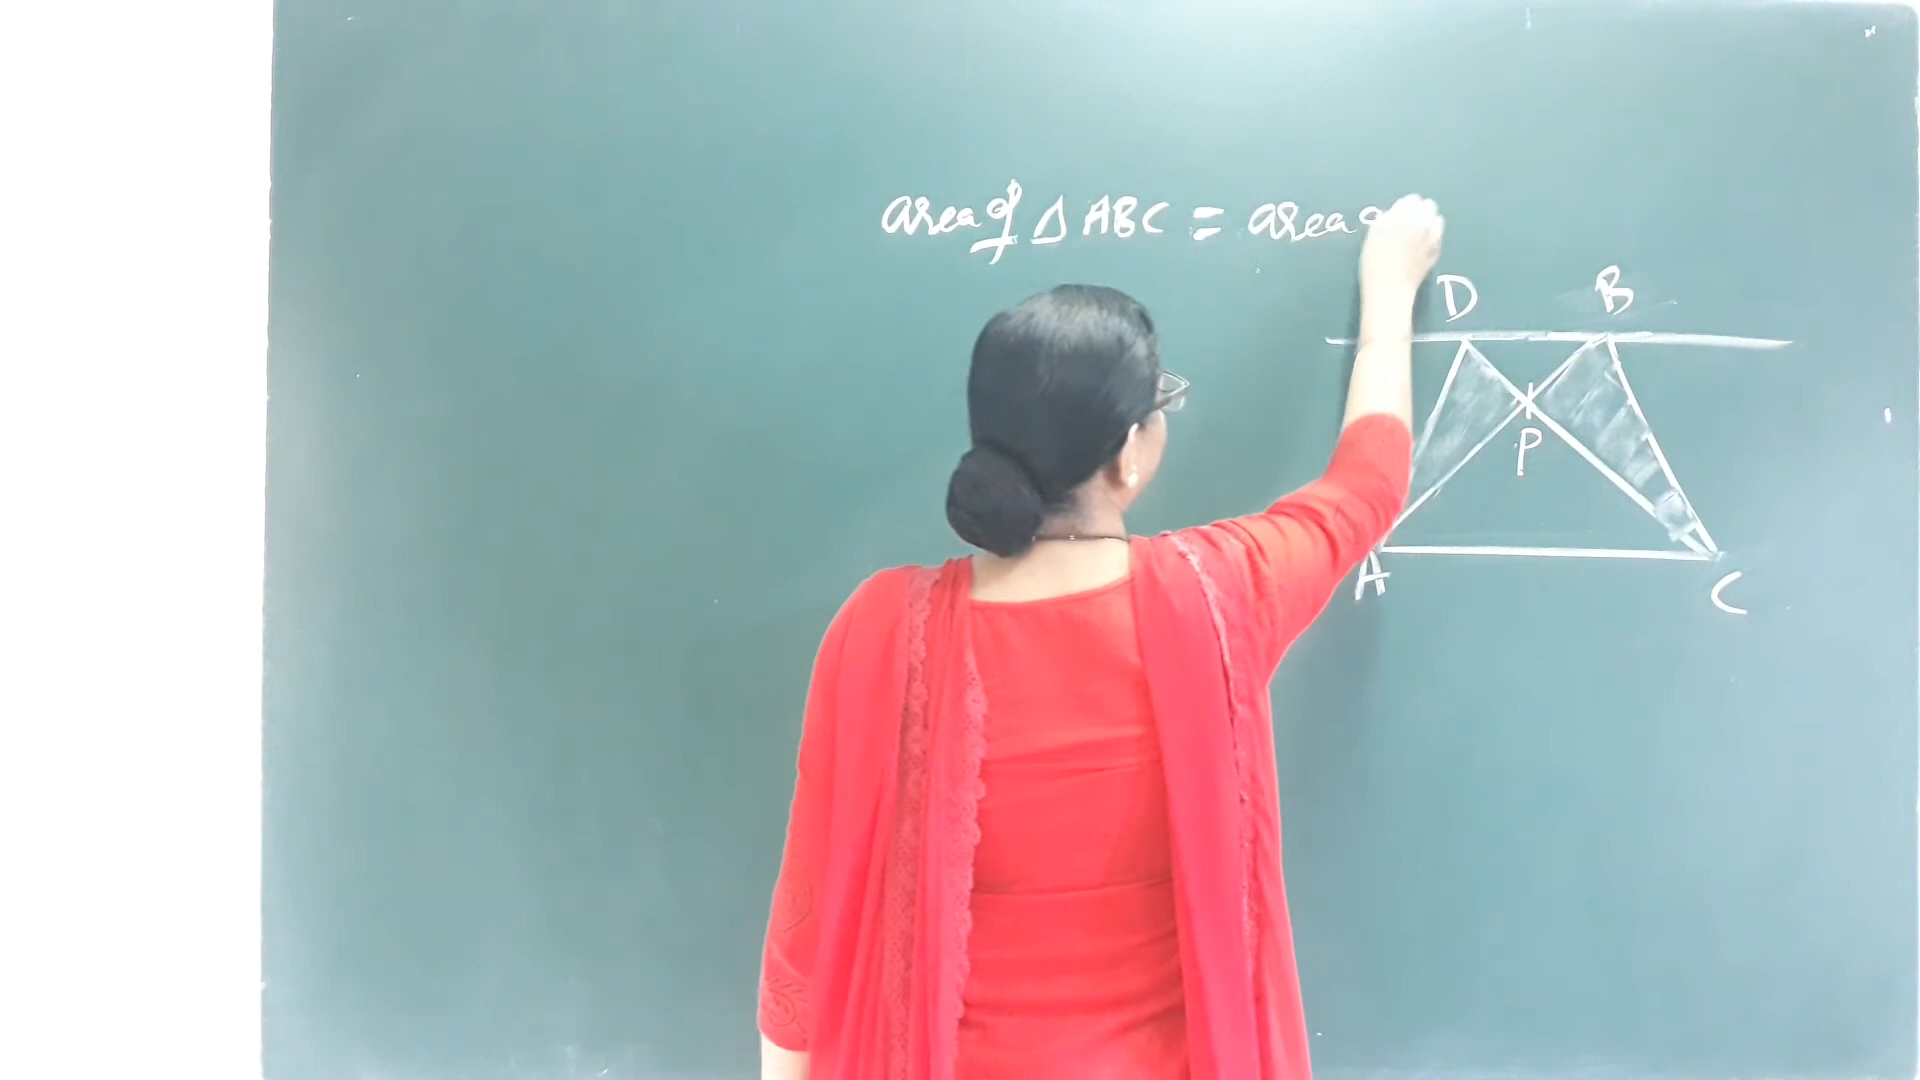 area of △ ABC = area
D B
P
A C